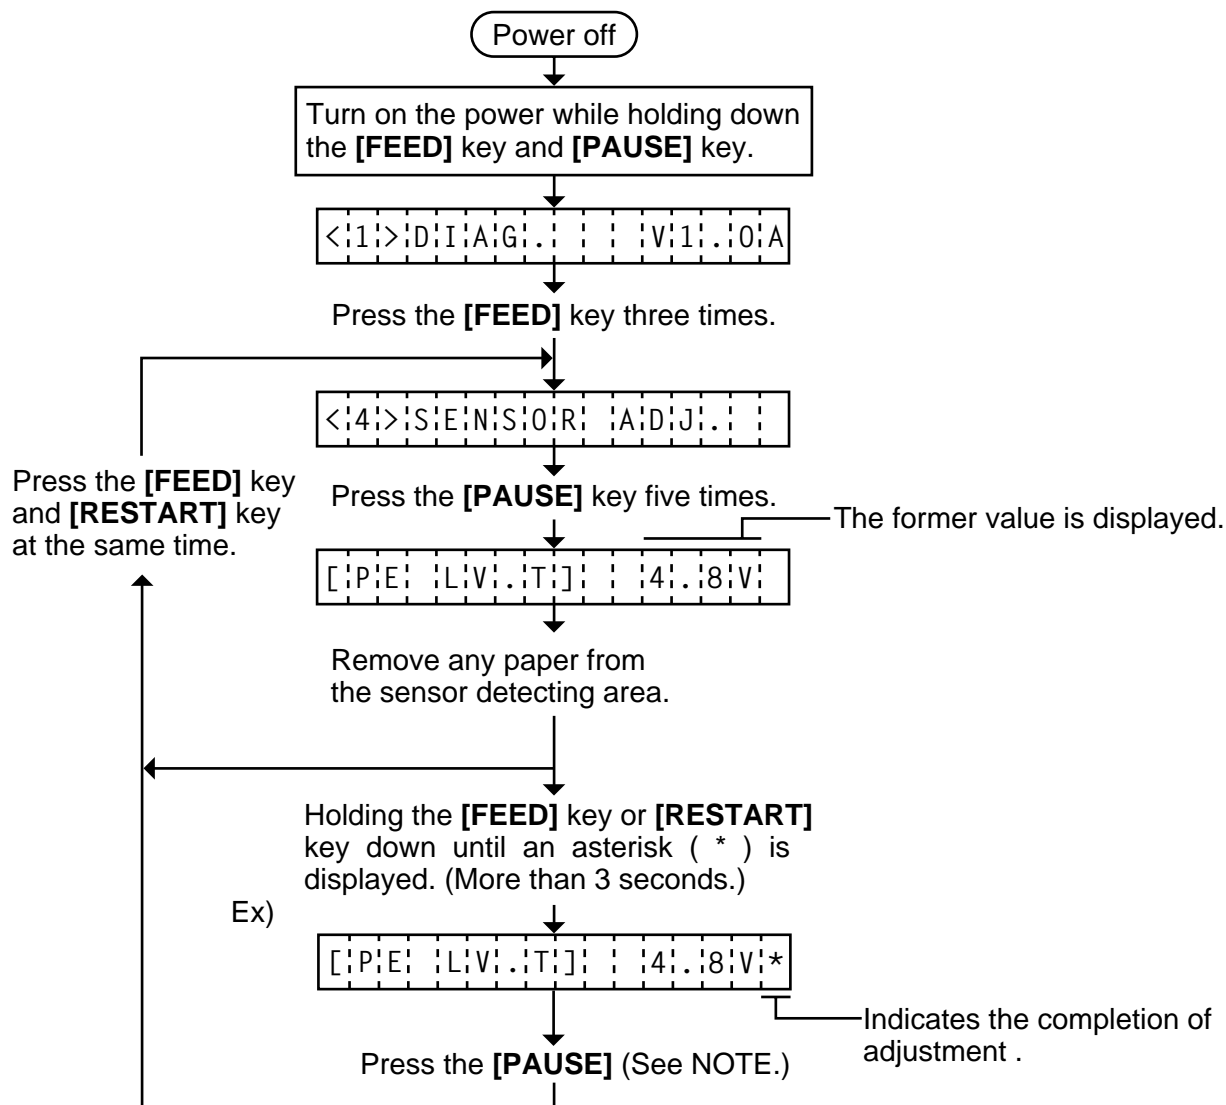 Power off
Turn on the power while holding down
the [FEED] key and [PAUSE] key.
<1>DIAG.   V1.0A
Press the [FEED] key three times.
<4>SENSOR ADJ.
Press the [FEED] key
and [RESTART] key
at the same time.
Press the [PAUSE] key five times.
The former value is displayed.
[PE LV.T]  4.8V
Remove any paper from
the sensor detecting area.
Holding the [FEED] key or [RESTART]
key down until an asterisk ( * ) is
displayed. (More than 3 seconds.)
Ex)
[PE LV.T]  4.8V*
Indicates the completion of
adjustment .
Press the [PAUSE] (See NOTE.)